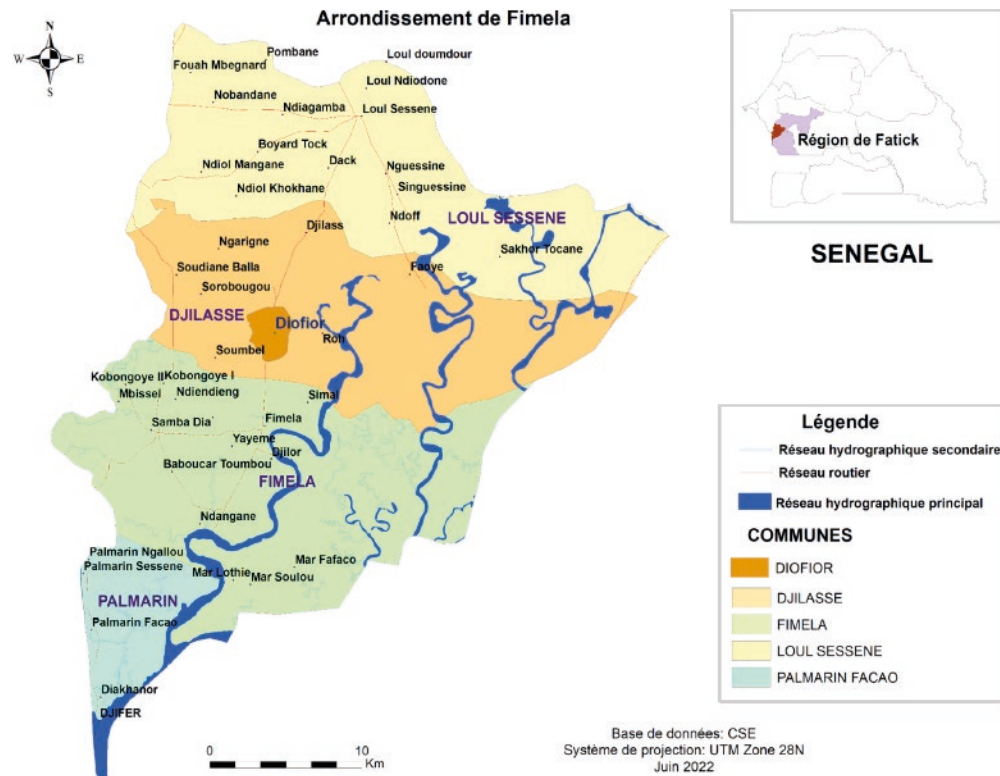 Arrondissement de Fimela
N
W
E
S
Pombane
Loul doumdour
Fouah Mbegnard
Loul Ndiodone
Nobandane
Ndiagamba
Loul Sessene
Boyard Tock
Dack
Ndiol Mangane
Nguessine
Ndiol Khokhane
Singuessine
Ndoff
LOUL SESSENE
Djilass
Ngarigne
Sakhor Tocane
Soudiane Balla
Faoye
Sorobougou
DJILASSE
Diofior
Roh
Soumbel
Kobongoye II
Kobongoye I
Mbissel
Ndiendieng
Simal
Samba Dia
Fimela
Yayeme
Djilor
Baboucar Toumbou
FIMELA
Ndangane
Palmarin Ngallou
Mar Fafaco
Palmarin Sessene
Mar Lothie
Mar Soulou
PALMARIN
Palmarin Facao
Diakhanor
DJIFER
0 10
Km
Région de Fatick
SENEGAL
Légende
Réseau hydrographique secondaire
Réseau routier
Réseau hydrographique principal
COMMUNES
DIOFIOR
DJILASSE
FIMELA
LOUL SESSENE
PALMARIN FACAO
Base de données: CSE
Système de projection: UTM Zone 28N
Juin 2022